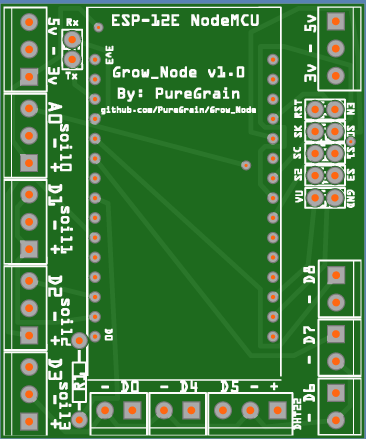 ESP-12E NodeMCU
Grow_Node v1.0
By: PureGrain
github.com/PureGrain/Grow_Node
3V3
D0
Rx
Tx
5v - 3v
A0 - +
soil0
D1 - +
soil1
D2 - +
soil2
D3 - +
soil3
R1
3v - 5v
RST EN
SK
SC S1
S2 S3
VU GND
- D8
- D7
- D6
- D0
- D4
D5 - +
DHT22